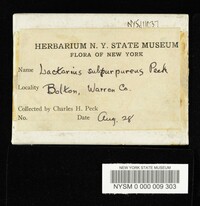 HERBARIUM N. Y. STATE MUSEUM
FLORA OF NEW YORK
Name Lactarius sulpurpureus Peck
Locality Bolton, Warren Co.
Collected by Charles H. Peck
No. Date Aug. 28
NEW YORK STATE MUSEUM
NYSM 0 000 009 303